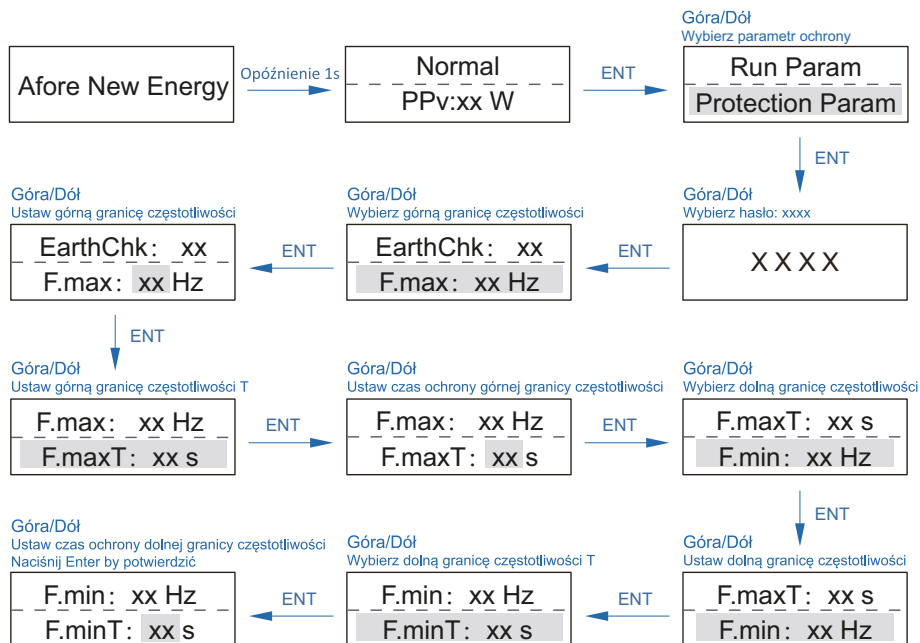 Afore New Energy
Opóźnienie 1s
Normal
PPv:xx W
ENT
Góra/Dół
Wybierz parametr ochrony
Run Param
Protection Param
ENT
Góra/Dół
Wybierz hasło: xxxx
X X X X
ENT
Góra/Dół
Wybierz górną granicę częstotliwości
EarthChk: xx
F.max: xx Hz
ENT
Góra/Dół
Ustaw górną granicę częstotliwości
EarthChk: xx
F.max: xx Hz
ENT
Góra/Dół
Ustaw górną granicę częstotliwości T
F.max: xx Hz
F.maxT: xx s
ENT
Góra/Dół
Ustaw czas ochrony górnej granicy częstotliwości
F.max: xx Hz
F.maxT: xx s
ENT
Góra/Dół
Wybierz dolną granicę częstotliwości
F.maxT: xx s
F.min: xx Hz
ENT
Góra/Dół
Ustaw dolną granicę częstotliwości
F.maxT: xx s
F.min: xx Hz
ENT
Góra/Dół
Wybierz dolną granicę częstotliwości T
F.min: xx Hz
F.minT: xx s
ENT
Góra/Dół
Ustaw czas ochrony dolnej granicy częstotliwości
Naciśnij Enter by potwierdzić
F.min: xx Hz
F.minT: xx s